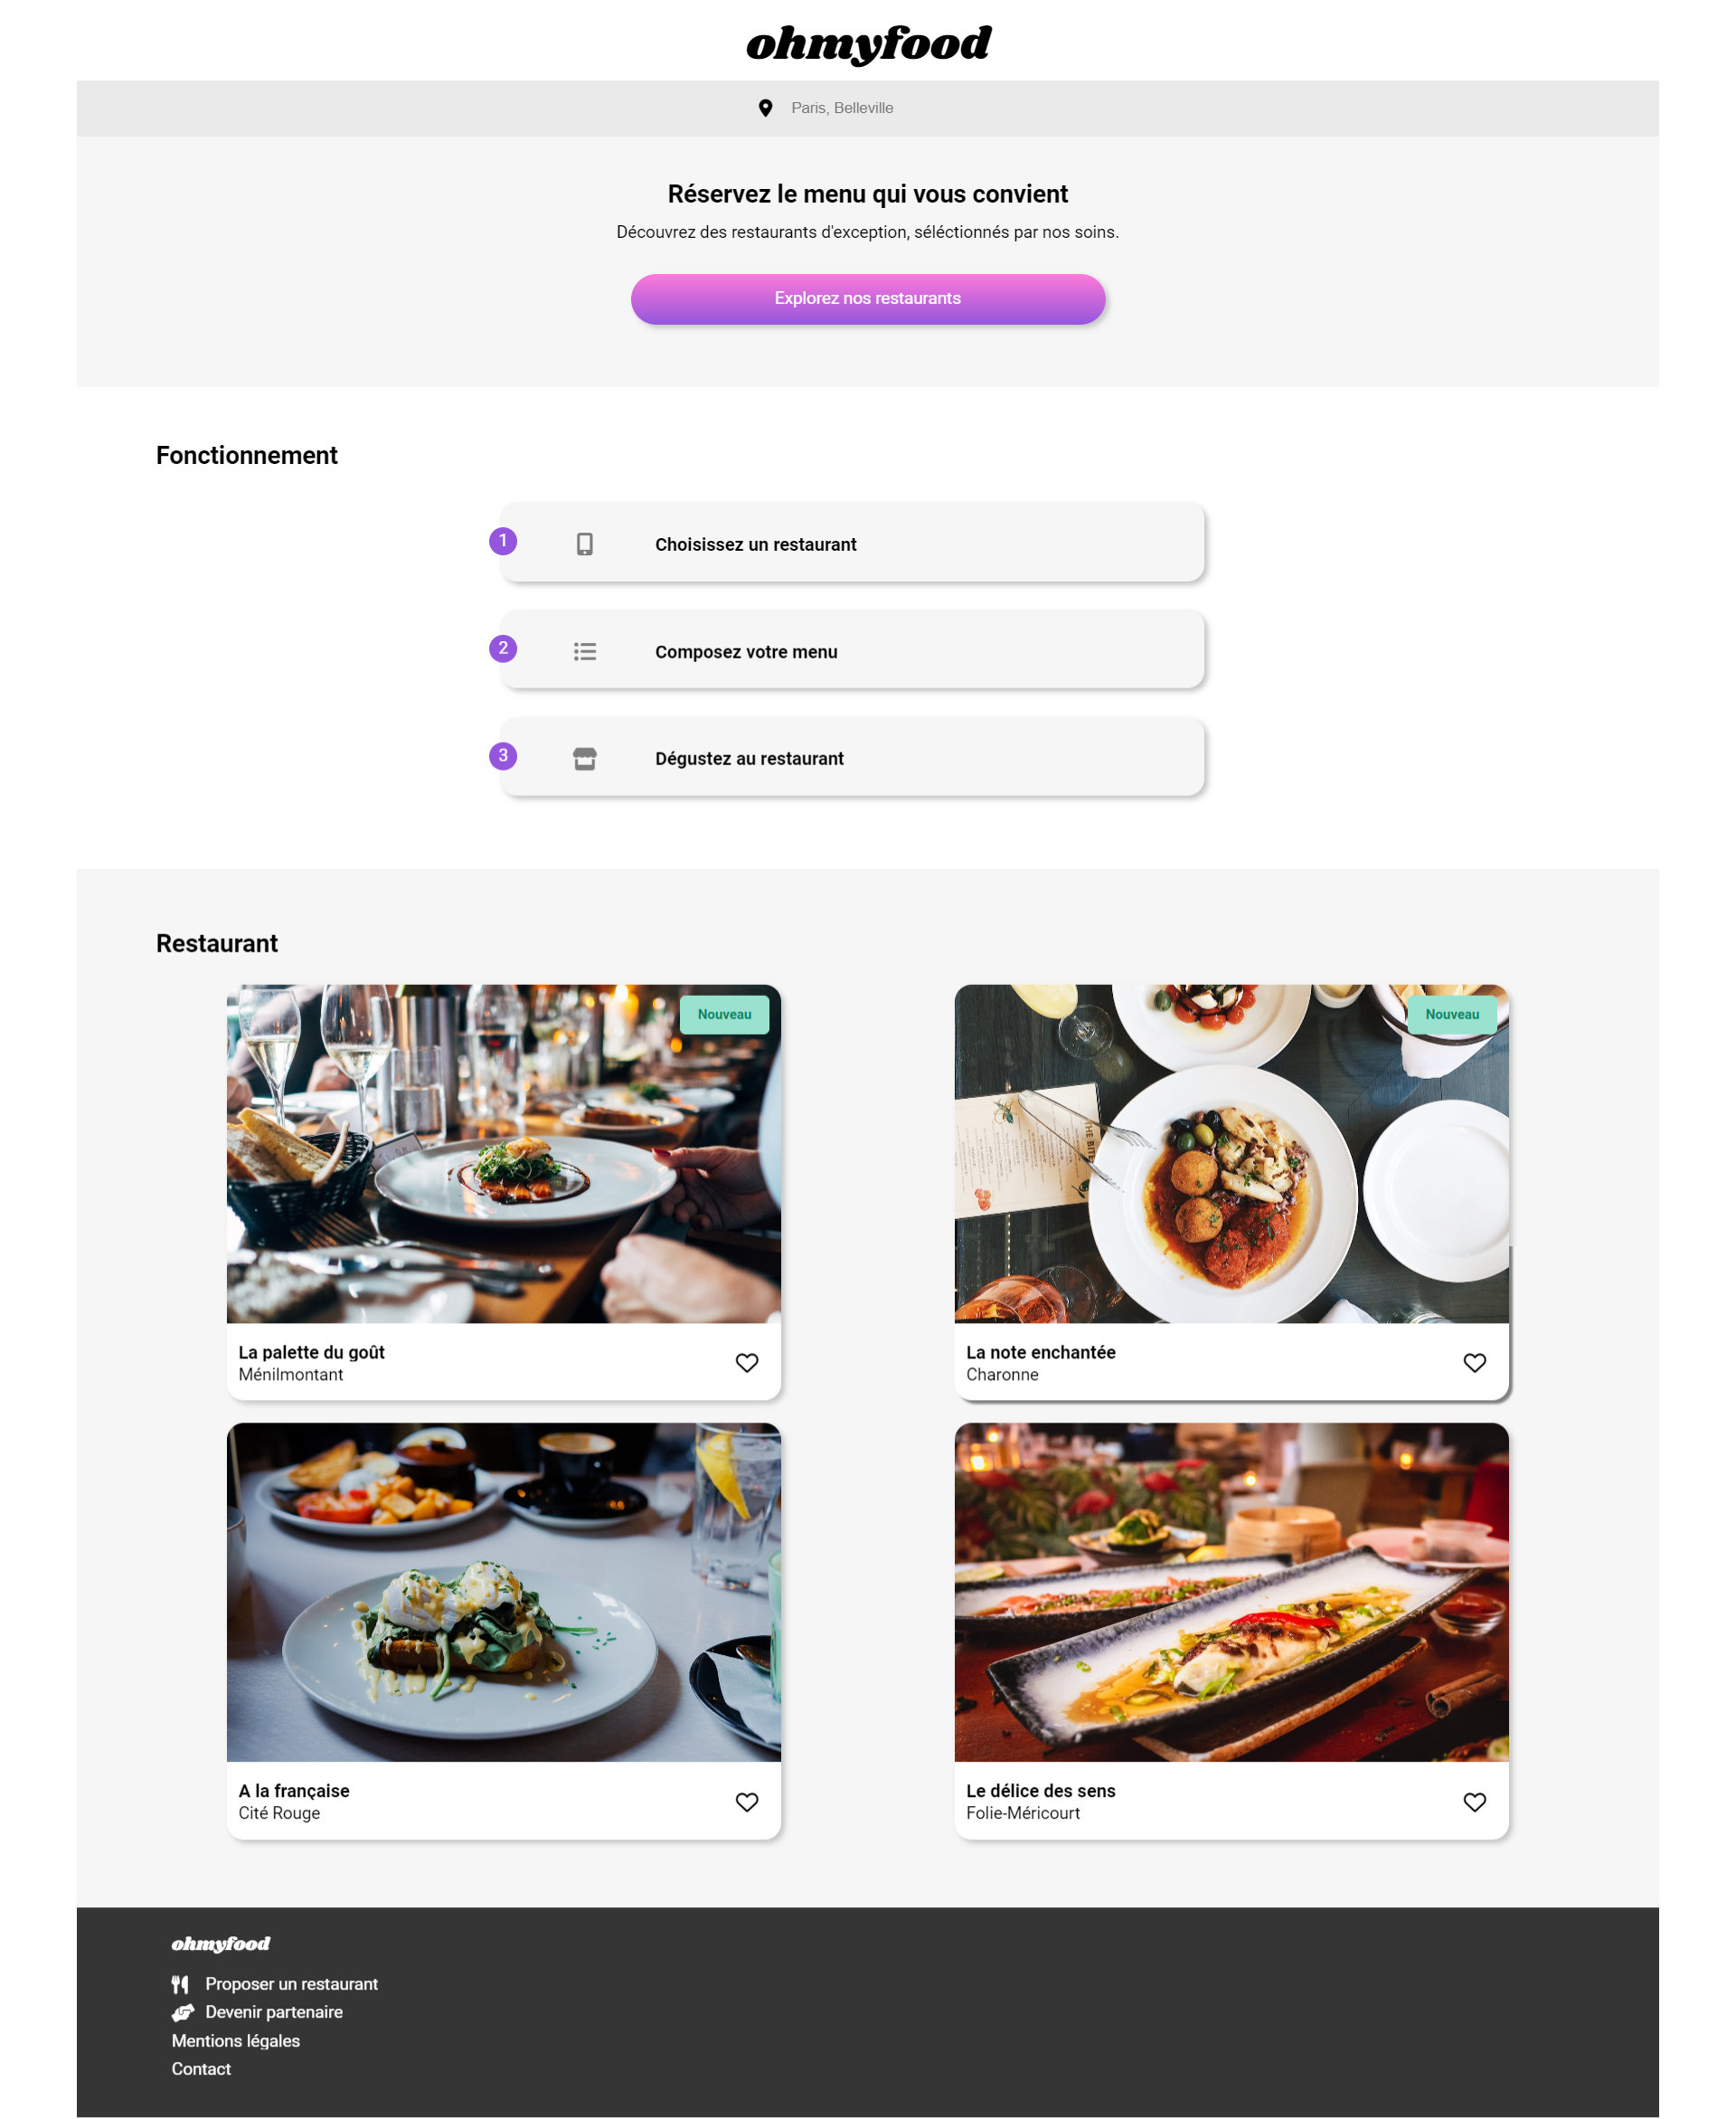 ohmyfood
Paris, Belleville
Réservez le menu qui vous convient
Découvrez des restaurants d'exception, séléctionnés par nos soins.
Explorez nos restaurants
Fonctionnement
1 Choisissez un restaurant
2 Composez votre menu
3 Dégustez au restaurant
Restaurant
Nouveau
Nouveau
THE BITE
La palette du goût
Ménilmontant
La note enchantée
Charonne
A la française
Cité Rouge
Le délice des sens
Folie-Méricourt
ohmyfood
Proposer un restaurant
Devenir partenaire
Mentions légales
Contact